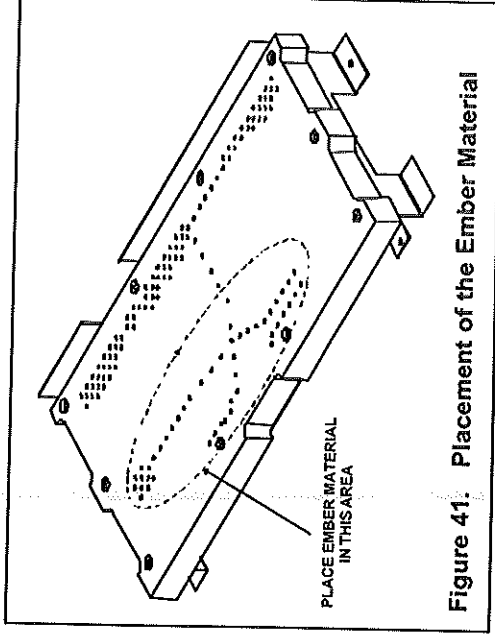 PLACE EMBER MATERIAL
IN THIS AREA
Figure 41. Placement of the Ember Material